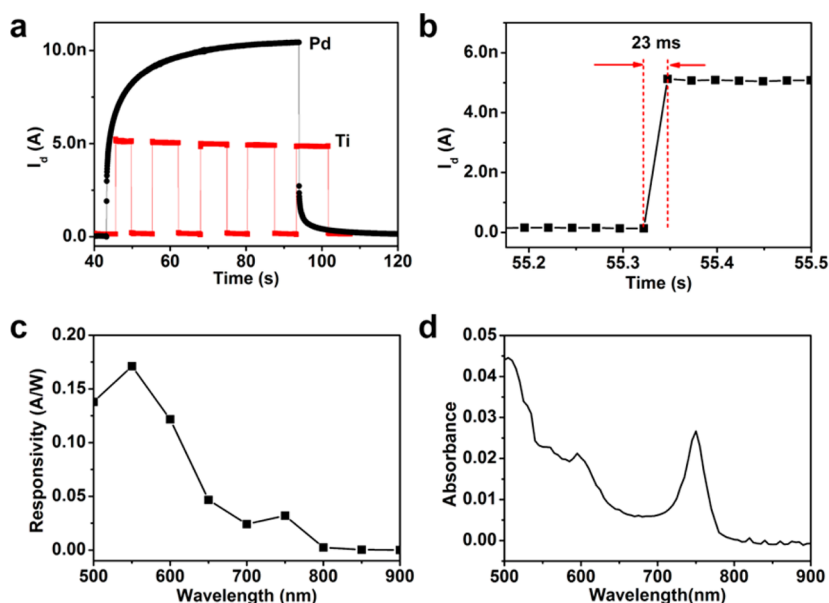 a
10.0n
5.0n
0.0
I_d (A)
Pd
Ti
40 60 80 100 120
Time (s)
b
23 ms
6.0n
4.0n
2.0n
0.0
I_d (A)
55.2 55.3 55.4 55.5
Time (s)
c
0.20
0.15
0.10
0.05
0.00
Responsivity (A/W)
500 600 700 800 900
Wavelength (nm)
d
0.05
0.04
0.03
0.02
0.01
0.00
Absorbance
500 600 700 800 900
Wavelength(nm)